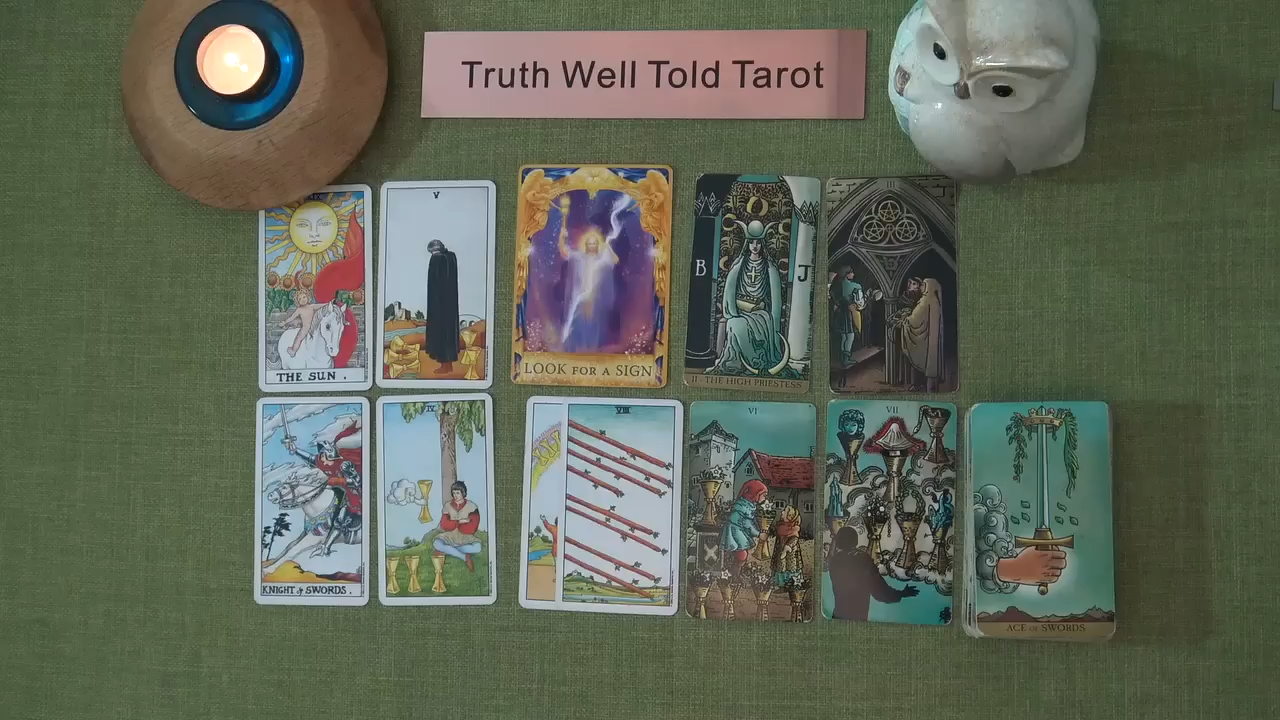 Truth Well Told Tarot
THE SUN.
V
LOOK FOR A SIGN
B
J
II - THE HIGH PRIESTESS
III
KNIGHT of SWORDS.
IV
VIII
VI
VII
ACE OF SWORDS